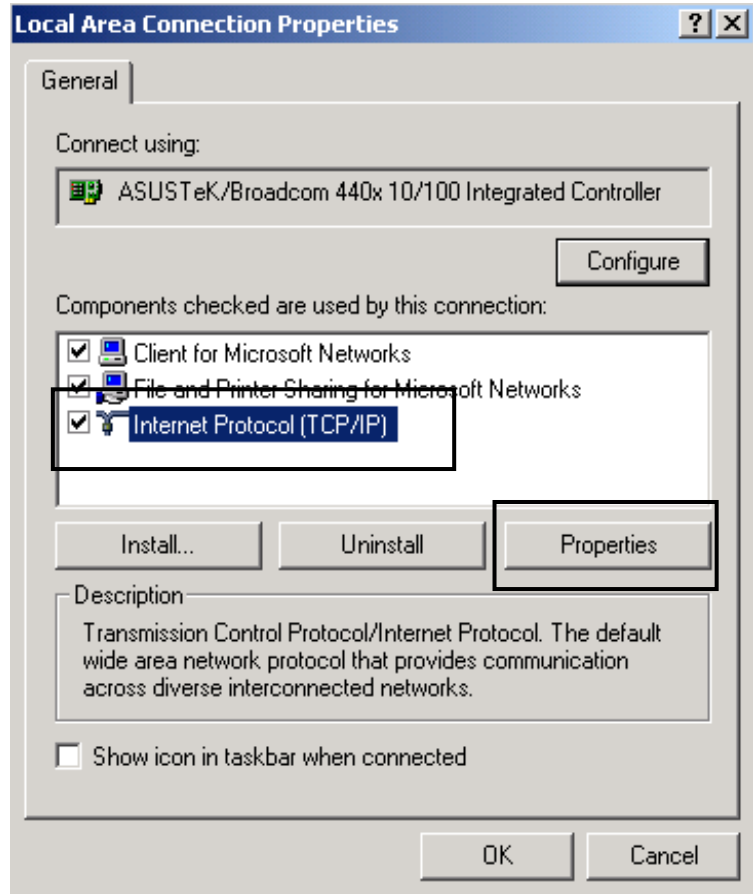 Local Area Connection Properties
General
Connect using:
ASUSTeK/Broadcom 440x 10/100 Integrated Controller
Configure
Components checked are used by this connection:
Client for Microsoft Networks
File and Printer Sharing for Microsoft Networks
Internet Protocol (TCP/IP)
Install...    Uninstall    Properties
Description
Transmission Control Protocol/Internet Protocol. The default
wide area network protocol that provides communication
across diverse interconnected networks.
Show icon in taskbar when connected
OK    Cancel